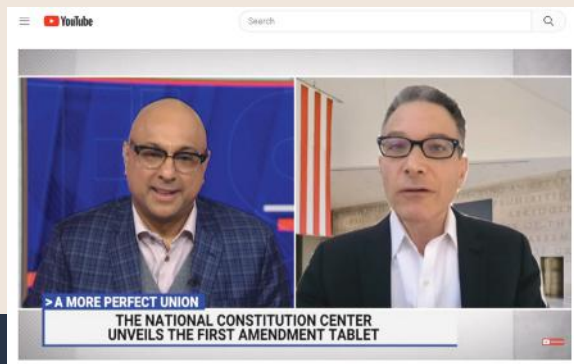 YouTube
Search
> A MORE PERFECT UNION
THE NATIONAL CONSTITUTION CENTER
UNVEILS THE FIRST AMENDMENT TABLET